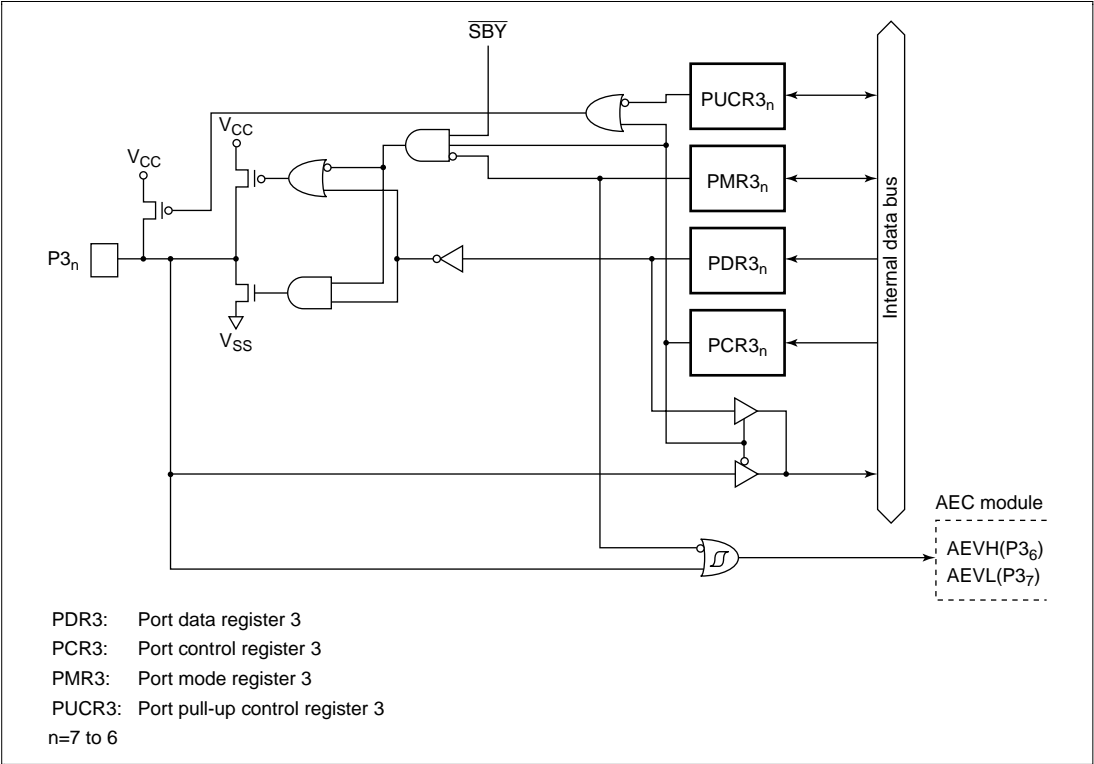 SBY
PUCR3n
VCC
VCC
PMR3n
P3n
PDR3n
Internal data bus
VSS
PCR3n
AEC module
AEVH(P36)
AEVL(P37)
PDR3: Port data register 3
PCR3: Port control register 3
PMR3: Port mode register 3
PUCR3: Port pull-up control register 3
n=7 to 6